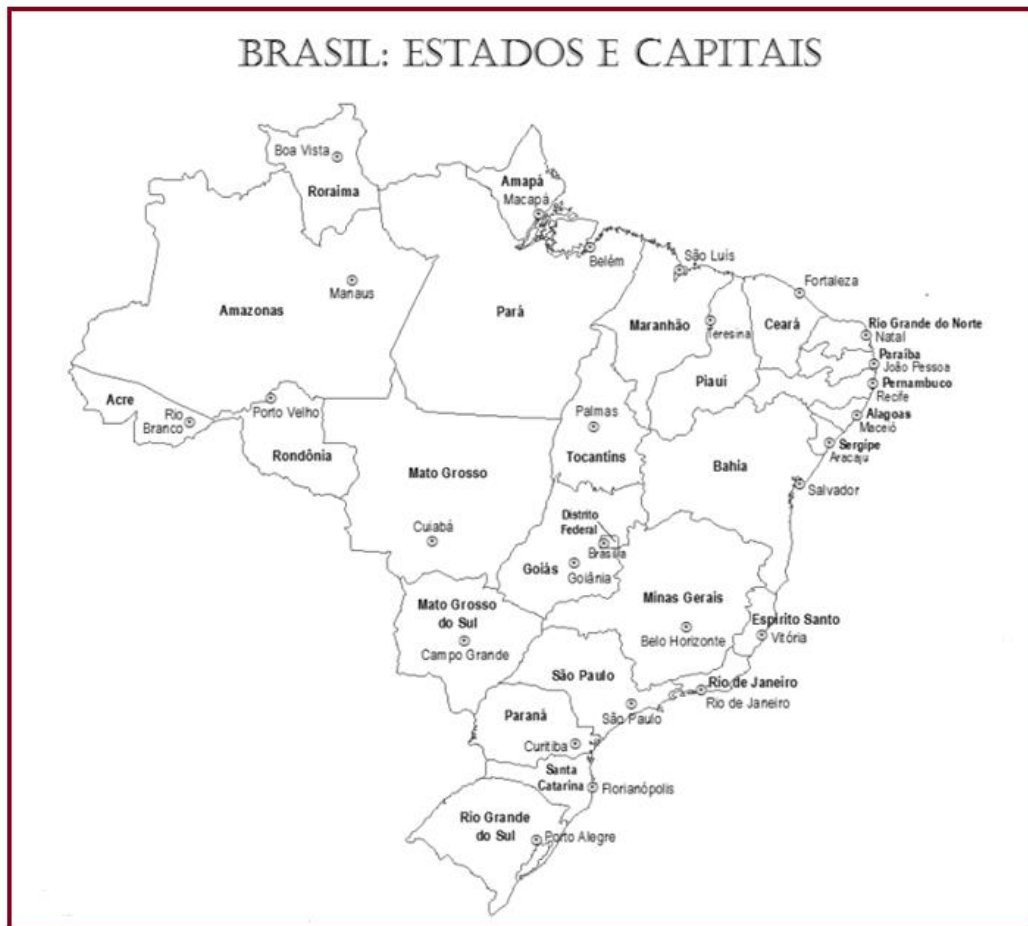 BRASIL: ESTADOS E CAPITAIS
Boa Vista
Roraima
Amapá
Macapá
Belém
São Luís
Fortaleza
Manaus
Amazonas
Pará
Maranhão
Teresina
Ceará
Rio Grande do Norte
Natal
Paraíba
João Pessoa
Piauí
Pernambuco
Recife
Acre
Rio
Branco
Porto Velho
Rondônia
Palmas
Tocantins
Alagoas
Maceió
Sergipe
Aracaju
Mato Grosso
Bahia
Salvador
Cuiabá
Distrito
Federal
Brasília
Goiás
Goiânia
Mato Grosso
do Sul
Campo Grande
Minas Gerais
Belo Horizonte
Espírito Santo
Vitória
São Paulo
São Paulo
Rio de Janeiro
Rio de Janeiro
Paraná
Curitiba
Santa
Catarina
Florianópolis
Rio Grande
do Sul
Porto Alegre